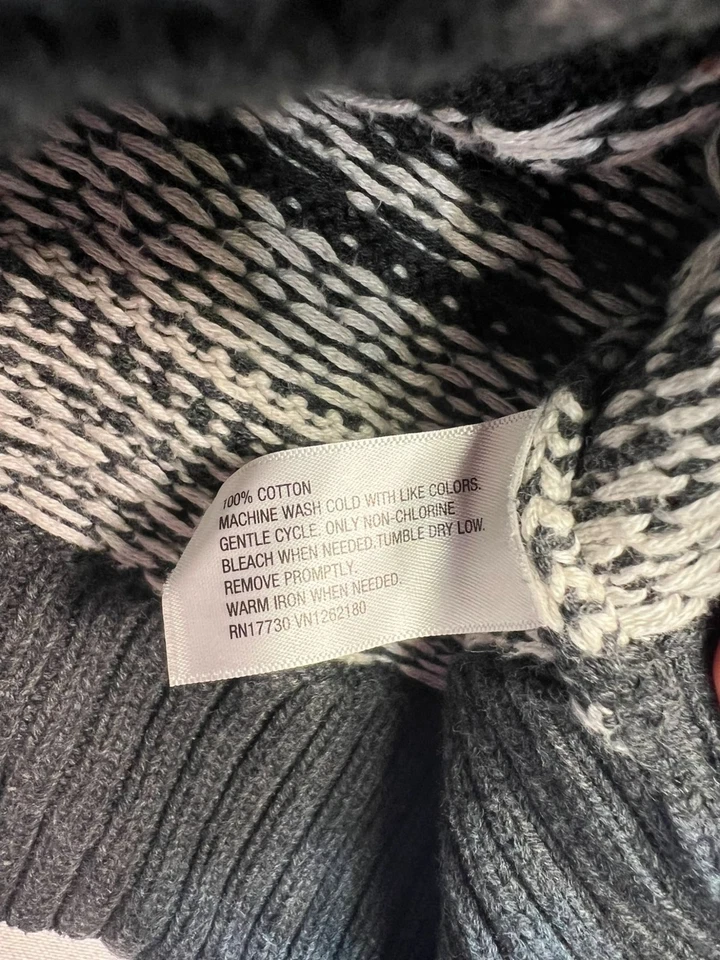 100% COTTON
MACHINE WASH COLD WITH LIKE COLORS.
GENTLE CYCLE. ONLY NON-CHLORINE
BLEACH WHEN NEEDED.TUMBLE DRY LOW.
REMOVE PROMPTLY.
WARM IRON WHEN NEEDED.
RN17730 VN1262180